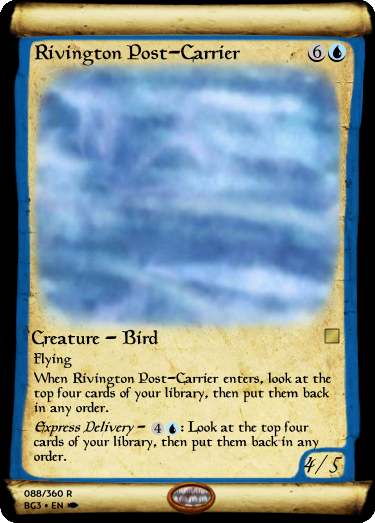 Rivington Post-Carrier 6
Creature - Bird
Flying
When Rivington Post-Carrier enters, look at the
top four cards of your library, then put them back
in any order.
Express Delivery - 4 : Look at the top four
cards of your library, then put them back in any
order.
4/5
088/360 R
BG3 • EN